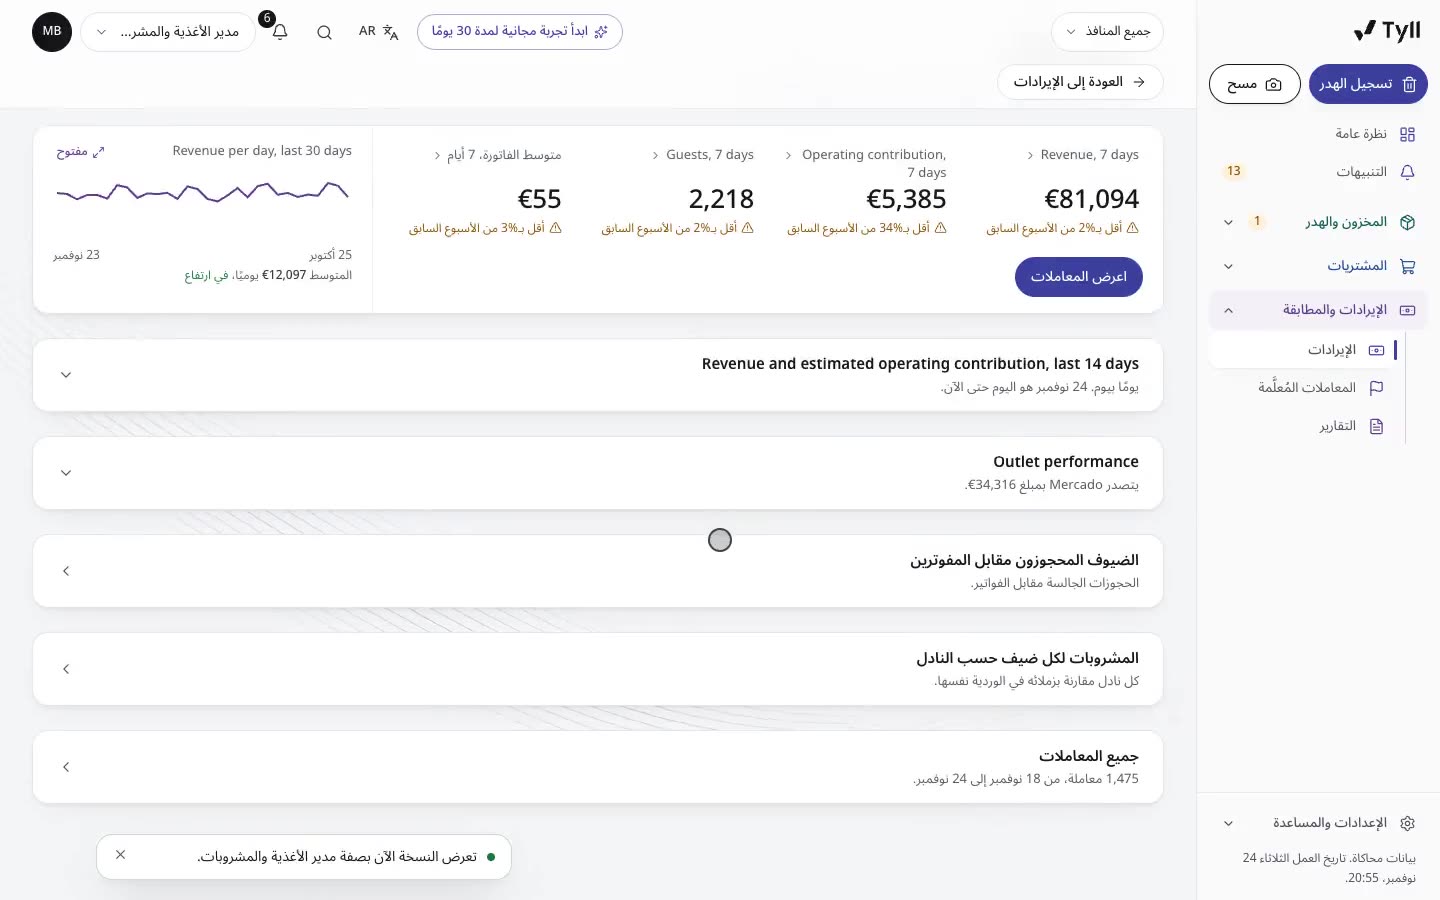 Tyll
تسجيل الهدر
مسح
نظرة عامة
التنبيهات
13
المخزون والهدر
1
المشتريات
الإيرادات والمطابقة
الإيرادات
المعاملات المُعلَّمة
التقارير
الإعدادات والمساعدة
بيانات محاكاة. تاريخ العمل الثلاثاء 24
نوفمبر، 20:55.
جميع المنافذ
ابدأ تجربة مجانية لمدة 30 يومًا
AR
6
مدير الأغذية والمشر...
MB
العودة إلى الإيرادات
Revenue, 7 days
€81,094
أقل بـ2% من الأسبوع السابق
Operating contribution,
7 days
€5,385
أقل بـ34% من الأسبوع السابق
Guests, 7 days
2,218
أقل بـ2% من الأسبوع السابق
متوسط الفاتورة، 7 أيام
€55
أقل بـ3% من الأسبوع السابق
اعرض المعاملات
Revenue per day, last 30 days
مفتوح
25 أكتوبر
23 نوفمبر
المتوسط €12,097 يوميًا، في ارتفاع
Revenue and estimated operating contribution, last 14 days
يومًا بيوم. 24 نوفمبر هو اليوم حتى الآن.
Outlet performance
يتصدر Mercado بمبلغ €34,316.
الضيوف المحجوزون مقابل المفوترين
الحجوزات الجالسة مقابل الفواتير.
المشروبات لكل ضيف حسب النادل
كل نادل مقارنة بزملائه في الوردية نفسها.
جميع المعاملات
1,475 معاملة، من 18 نوفمبر إلى 24 نوفمبر.
تعرض النسخة الآن بصفة مدير الأغذية والمشروبات.